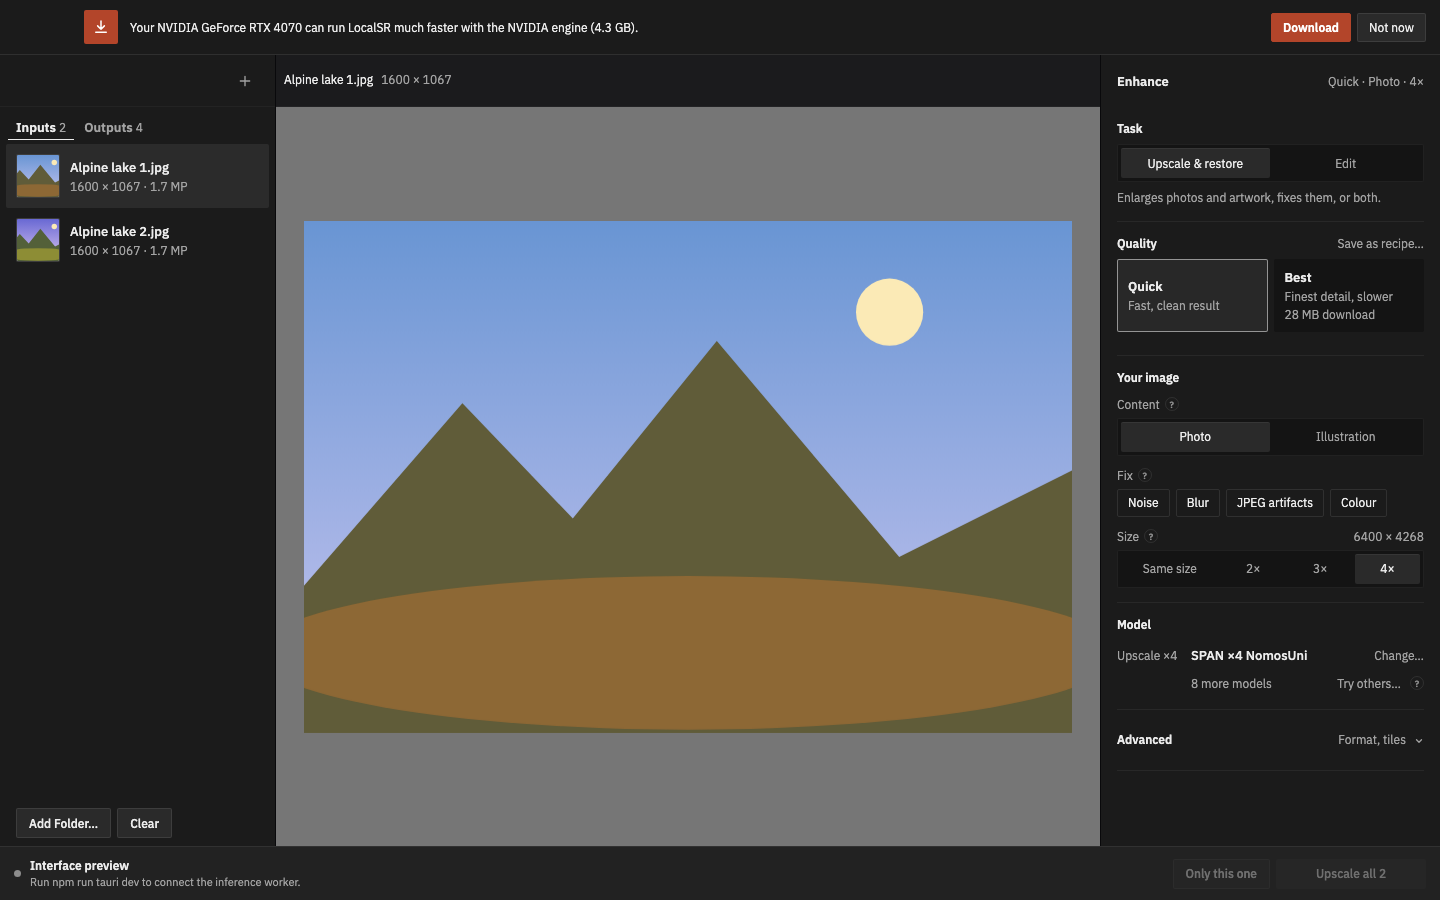 Your NVIDIA GeForce RTX 4070 can run LocalSR much faster with the NVIDIA engine (4.3 GB).
Download
Not now
Inputs 2
Outputs 4
Alpine lake 1.jpg
1600 × 1067 · 1.7 MP
Alpine lake 2.jpg
1600 × 1067 · 1.7 MP
Add Folder...
Clear
Alpine lake 1.jpg 1600 × 1067
Enhance
Quick · Photo · 4×
Task
Upscale & restore
Edit
Enlarges photos and artwork, fixes them, or both.
Quality
Save as recipe...
Quick
Fast, clean result
Best
Finest detail, slower
28 MB download
Your image
Content ?
Photo
Illustration
Fix ?
Noise
Blur
JPEG artifacts
Colour
Size ?
6400 × 4268
Same size
2×
3×
4×
Model
Upscale ×4
SPAN ×4 NomosUni
Change...
8 more models
Try others... ?
Advanced
Format, tiles
Interface preview
Run npm run tauri dev to connect the inference worker.
Only this one
Upscale all 2